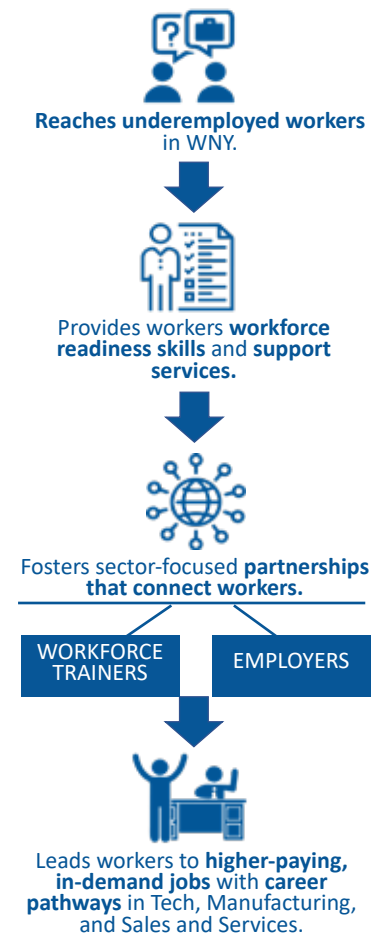 ?
Reaches underemployed workers
in WNY.
Provides workers workforce
readiness skills and support
services.
Fosters sector-focused partnerships
that connect workers.
WORKFORCE
TRAINERS
EMPLOYERS
Leads workers to higher-paying,
in-demand jobs with career
pathways in Tech, Manufacturing,
and Sales and Services.